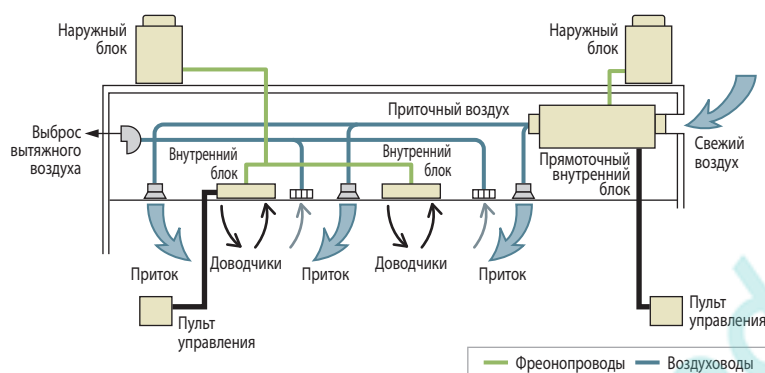 Наружный
блок
Наружный
блок
Приточный воздух
Выброс
вытяжного
воздуха
Внутренний
блок
Внутренний
блок
Прямоточный
внутренний
блок
Свежий
воздух
Приток
Доводчики
Приток
Доводчики
Приток
Пульт
управления
Пульт
управления
Фреонопроводы
Воздуховоды